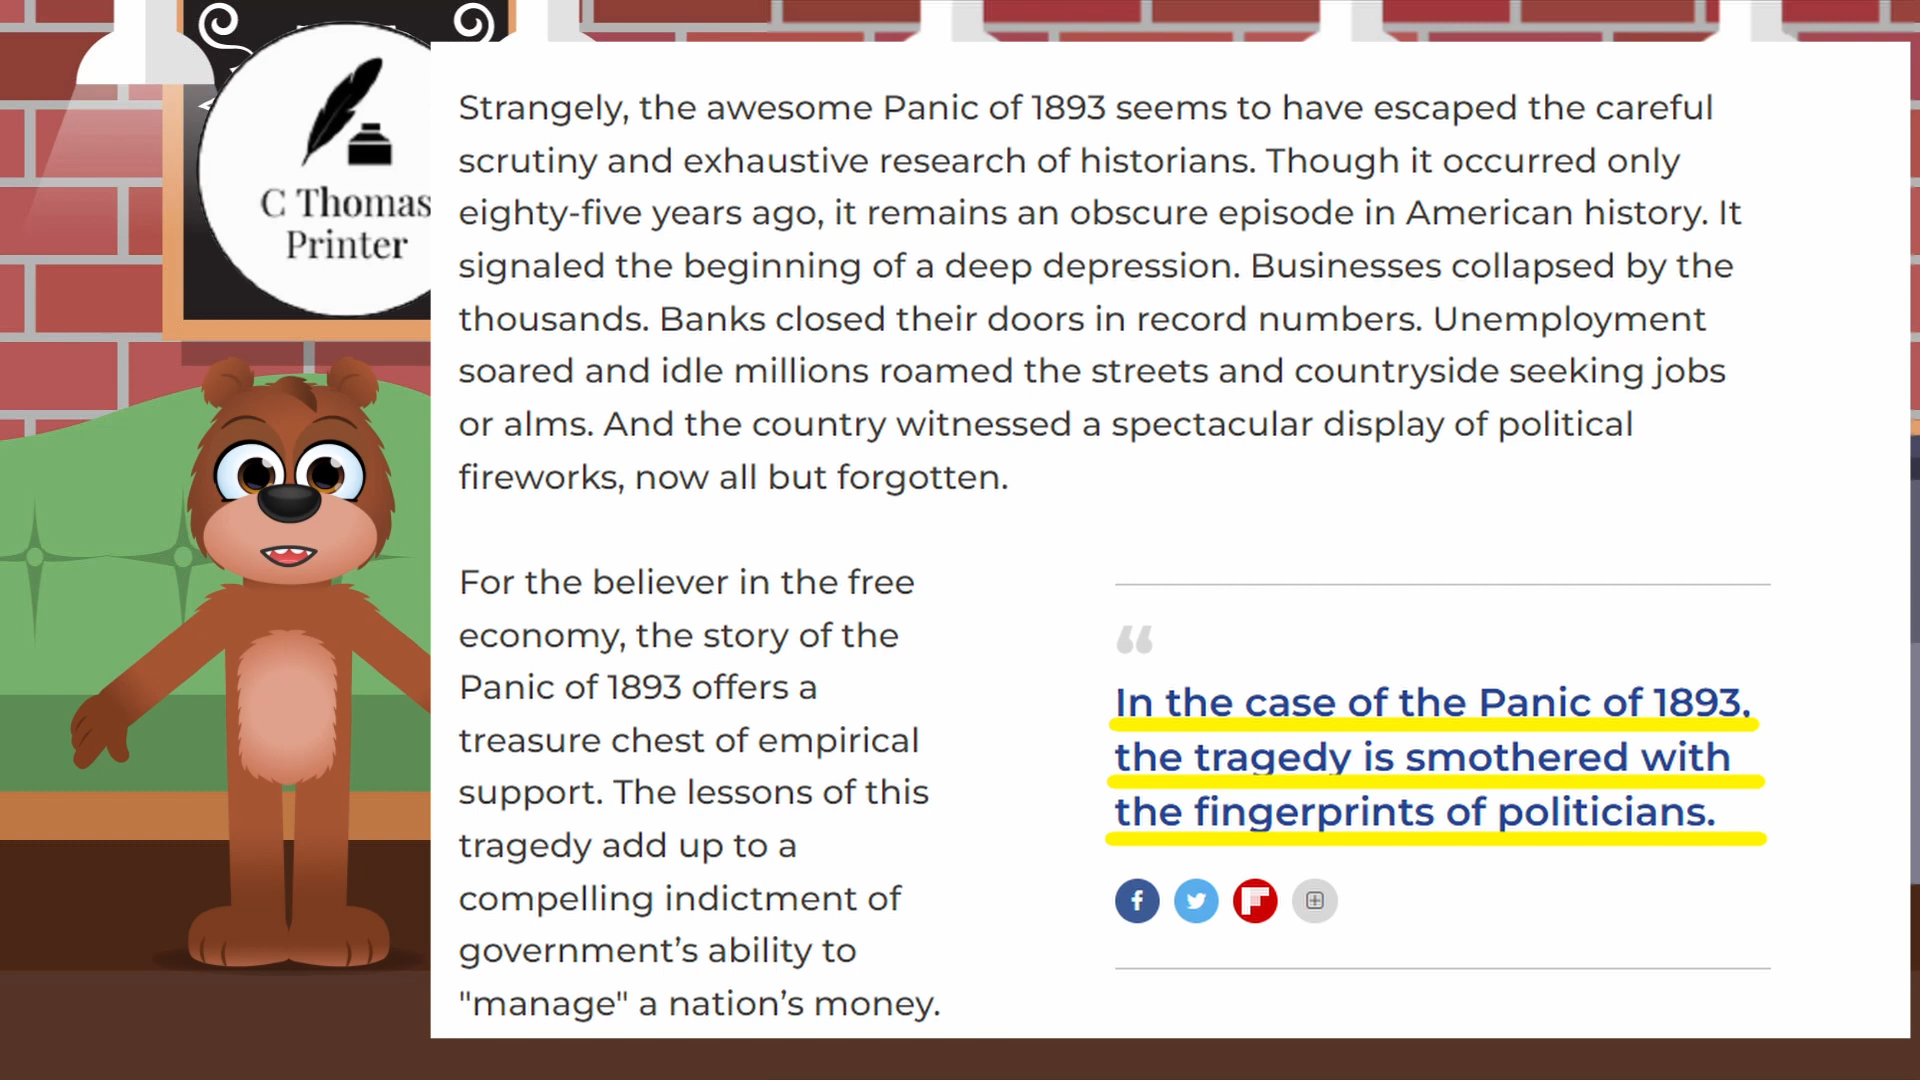 C Thomas
Printer
Strangely, the awesome Panic of 1893 seems to have escaped the careful
scrutiny and exhaustive research of historians. Though it occurred only
eighty-five years ago, it remains an obscure episode in American history. It
signaled the beginning of a deep depression. Businesses collapsed by the
thousands. Banks closed their doors in record numbers. Unemployment
soared and idle millions roamed the streets and countryside seeking jobs
or alms. And the country witnessed a spectacular display of political
fireworks, now all but forgotten.
For the believer in the free
economy, the story of the
Panic of 1893 offers a
treasure chest of empirical
support. The lessons of this
tragedy add up to a
compelling indictment of
government’s ability to
"manage" a nation’s money.
“
In the case of the Panic of 1893,
the tragedy is smothered with
the fingerprints of politicians.